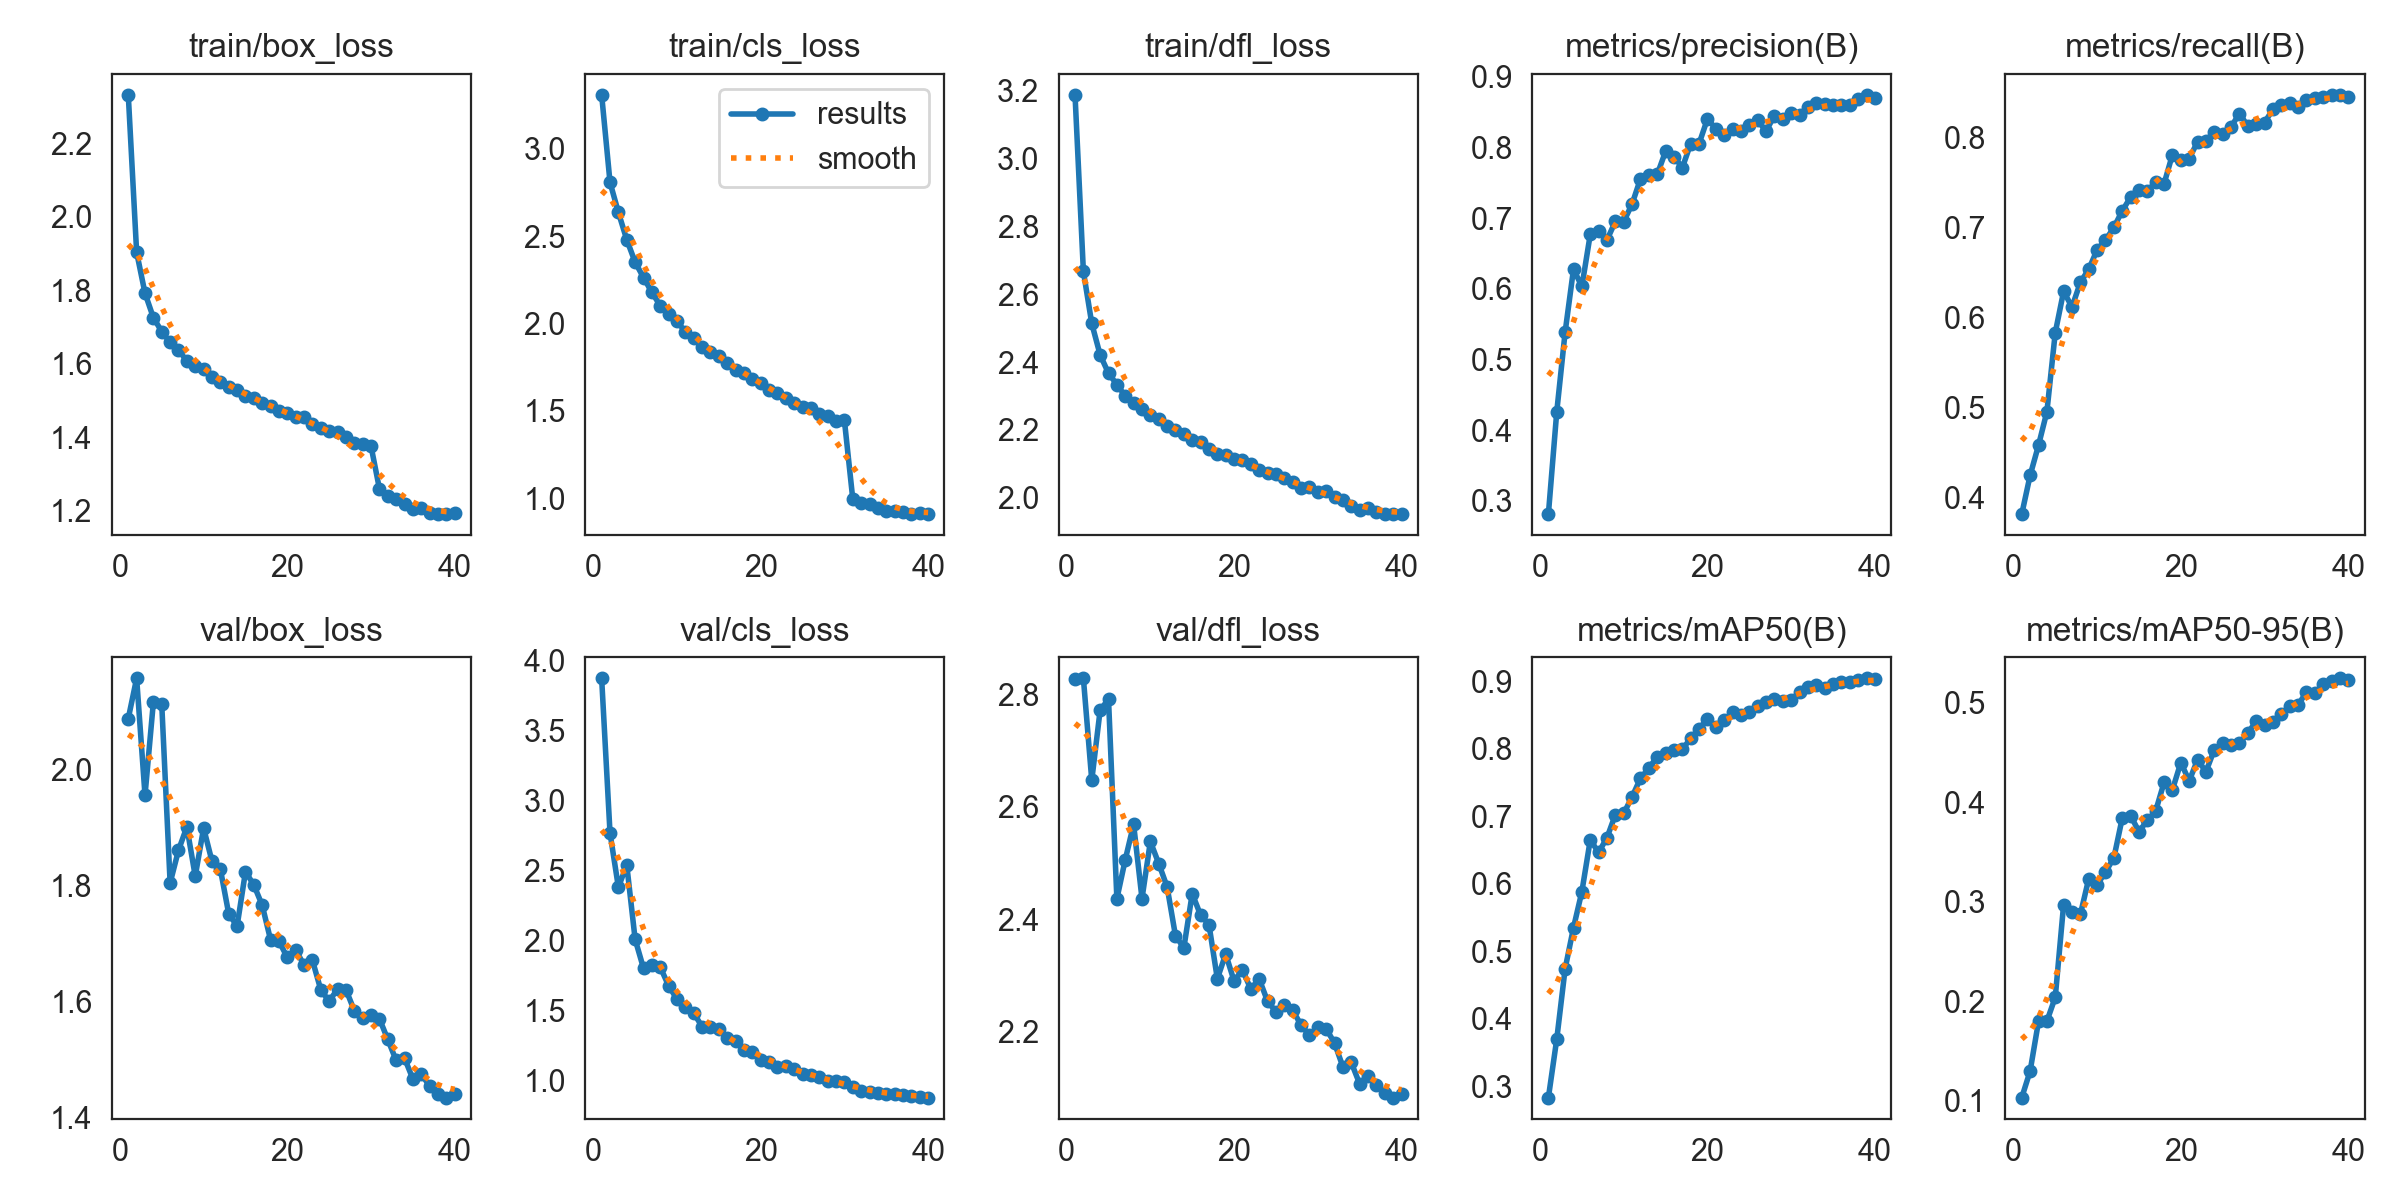 train/box_loss
2.2
2.0
1.8
1.6
1.4
1.2
0 20 40
train/cls_loss
results
smooth
3.0
2.5
2.0
1.5
1.0
0 20 40
train/dfl_loss
3.2
3.0
2.8
2.6
2.4
2.2
2.0
0 20 40
metrics/precision(B)
0.9
0.8
0.7
0.6
0.5
0.4
0.3
0 20 40
metrics/recall(B)
0.8
0.7
0.6
0.5
0.4
0 20 40
val/box_loss
2.0
1.8
1.6
1.4
0 20 40
val/cls_loss
4.0
3.5
3.0
2.5
2.0
1.5
1.0
0 20 40
val/dfl_loss
2.8
2.6
2.4
2.2
0 20 40
metrics/mAP50(B)
0.9
0.8
0.7
0.6
0.5
0.4
0.3
0 20 40
metrics/mAP50-95(B)
0.5
0.4
0.3
0.2
0.1
0 20 40